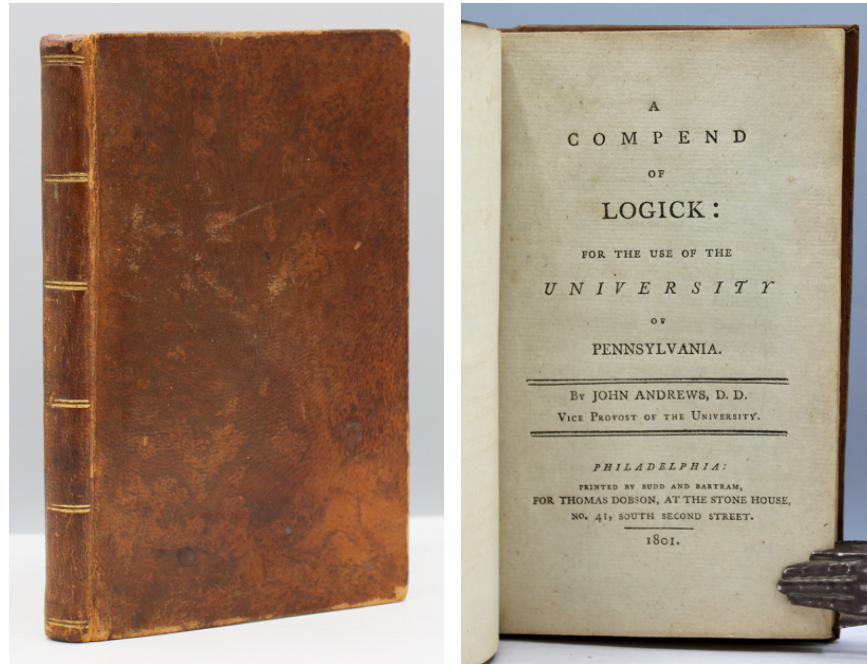 A
COMPEND
OF
LOGICK:
FOR THE USE OF THE
UNIVERSITY
OF
PENNSYLVANIA.
BY JOHN ANDREWS, D. D.
VICE PROVOST OF THE UNIVERSITY.
PHILADELPHIA:
PRINTED BY BUDD AND BARTRAM,
FOR THOMAS DOBSON, AT THE STONE HOUSE,
NO. 41, SOUTH SECOND STREET.
1801.